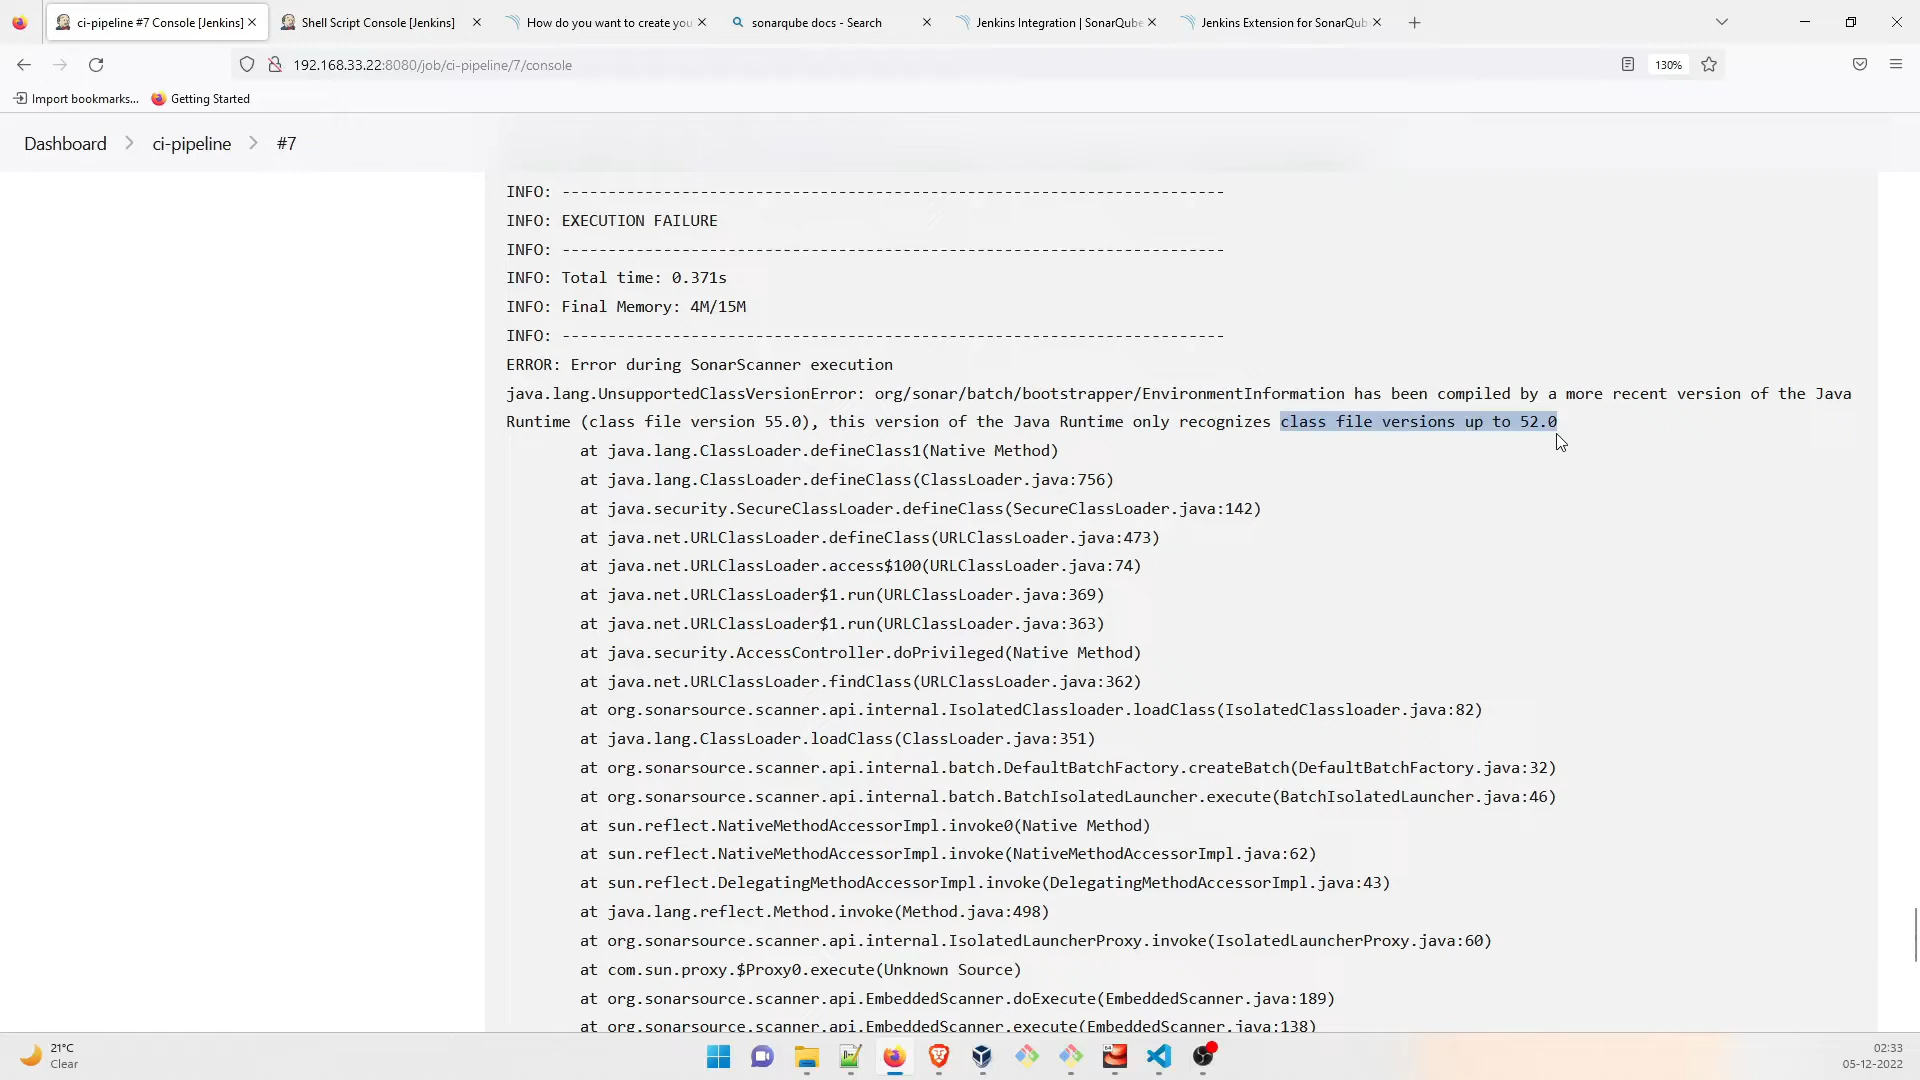 ci-pipeline #7 Console [Jenkins]
Shell Script Console [Jenkins]
How do you want to create you
sonarqube docs - Search
Jenkins Integration | SonarQube
Jenkins Extension for SonarQub
192.168.33.22:8080/job/ci-pipeline/7/console
130%
Import bookmarks...
Getting Started
Dashboard
ci-pipeline
#7
INFO: ------------------------------------------------------------------------
INFO: EXECUTION FAILURE
INFO: ------------------------------------------------------------------------
INFO: Total time: 0.371s
INFO: Final Memory: 4M/15M
INFO: ------------------------------------------------------------------------
ERROR: Error during SonarScanner execution
java.lang.UnsupportedClassVersionError: org/sonar/batch/bootstrapper/EnvironmentInformation has been compiled by a more recent version of the Java
Runtime (class file version 55.0), this version of the Java Runtime only recognizes class file versions up to 52.0
at java.lang.ClassLoader.defineClass1(Native Method)
at java.lang.ClassLoader.defineClass(ClassLoader.java:756)
at java.security.SecureClassLoader.defineClass(SecureClassLoader.java:142)
at java.net.URLClassLoader.defineClass(URLClassLoader.java:473)
at java.net.URLClassLoader.access$100(URLClassLoader.java:74)
at java.net.URLClassLoader$1.run(URLClassLoader.java:369)
at java.net.URLClassLoader$1.run(URLClassLoader.java:363)
at java.security.AccessController.doPrivileged(Native Method)
at java.net.URLClassLoader.findClass(URLClassLoader.java:362)
at org.sonarsource.scanner.api.internal.IsolatedClassloader.loadClass(IsolatedClassloader.java:82)
at java.lang.ClassLoader.loadClass(ClassLoader.java:351)
at org.sonarsource.scanner.api.internal.batch.DefaultBatchFactory.createBatch(DefaultBatchFactory.java:32)
at org.sonarsource.scanner.api.internal.batch.BatchIsolatedLauncher.execute(BatchIsolatedLauncher.java:46)
at sun.reflect.NativeMethodAccessorImpl.invoke0(Native Method)
at sun.reflect.NativeMethodAccessorImpl.invoke(NativeMethodAccessorImpl.java:62)
at sun.reflect.DelegatingMethodAccessorImpl.invoke(DelegatingMethodAccessorImpl.java:43)
at java.lang.reflect.Method.invoke(Method.java:498)
at org.sonarsource.scanner.api.internal.IsolatedLauncherProxy.invoke(IsolatedLauncherProxy.java:60)
at com.sun.proxy.$Proxy0.execute(Unknown Source)
at org.sonarsource.scanner.api.EmbeddedScanner.doExecute(EmbeddedScanner.java:189)
at org.sonarsource.scanner.api.EmbeddedScanner.execute(EmbeddedScanner.java:138)
21°C
Clear
02:33
05-12-2022